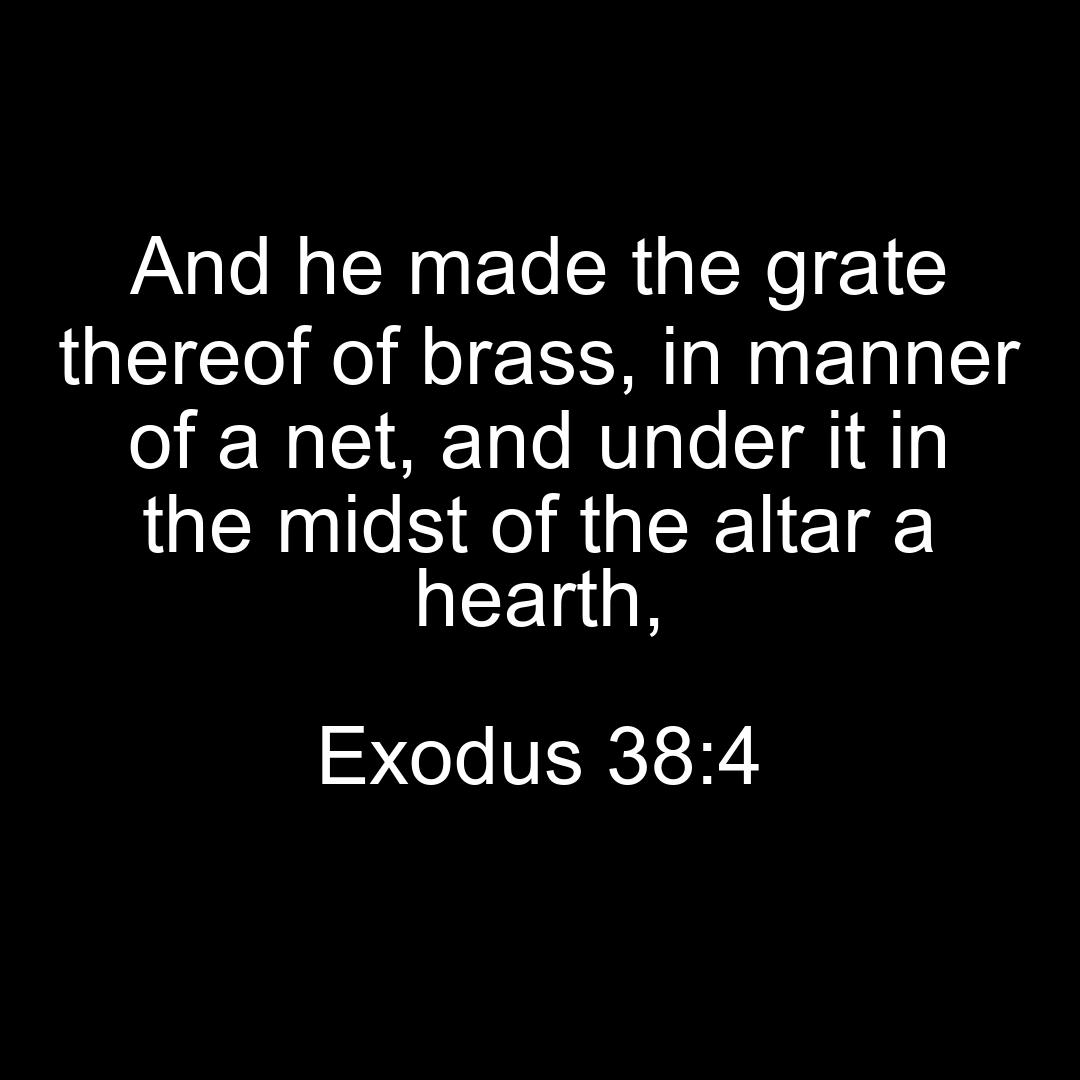 And he made the grate
thereof of brass, in manner
of a net, and under it in
the midst of the altar a
hearth,
Exodus 38:4